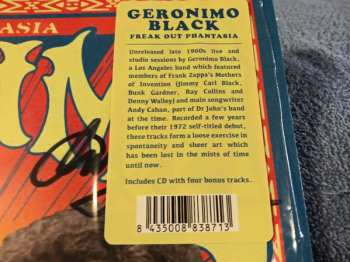 GERONIMO
BLACK
FREAK OUT PHANTASIA
Unreleased late 1960s live and
studio sessions by Geronimo Black,
a Los Angeles band which featured
members of Frank Zappa's Mothers
of Invention (Jimmy Carl Black,
Bunk Gardner, Ray Collins and
Denny Walley) and main songwriter
Andy Cahan, part of Dr John's band
at the time. Recorded a few years
before their 1972 self-titled debut,
these tracks form a loose exercise in
spontaneity and sheer art which
has been lost in the mists of time
until now.
Includes CD with four bonus tracks.
8 435008 838713
ASIA